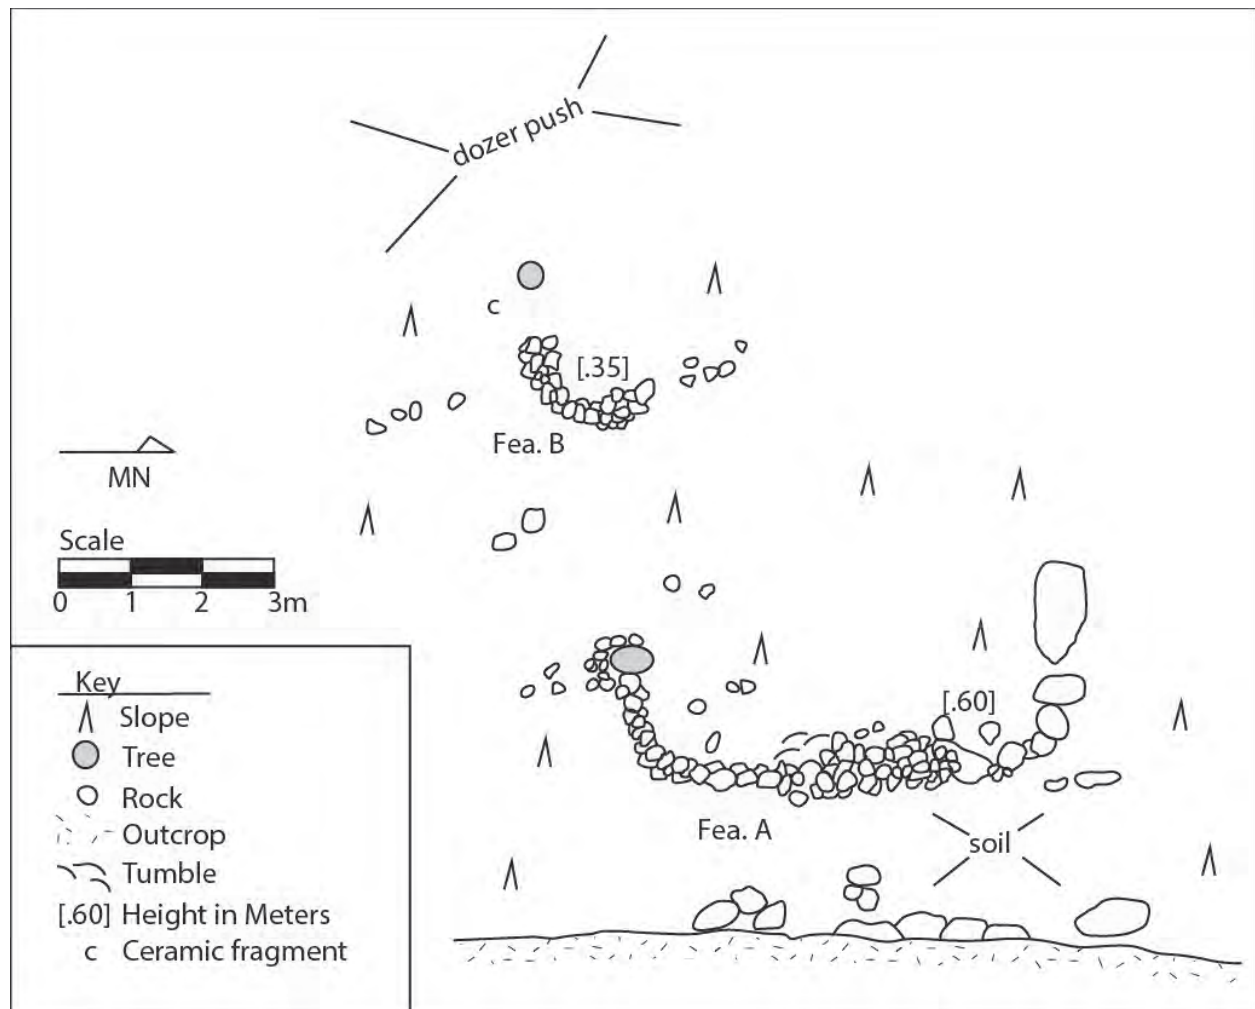 dozer push
c
[.35]
Fea. B
MN
Scale
0 1 2 3m
[.60]
Fea. A
soil
Key
Slope
Tree
Rock
Outcrop
Tumble
[.60] Height in Meters
c Ceramic fragment